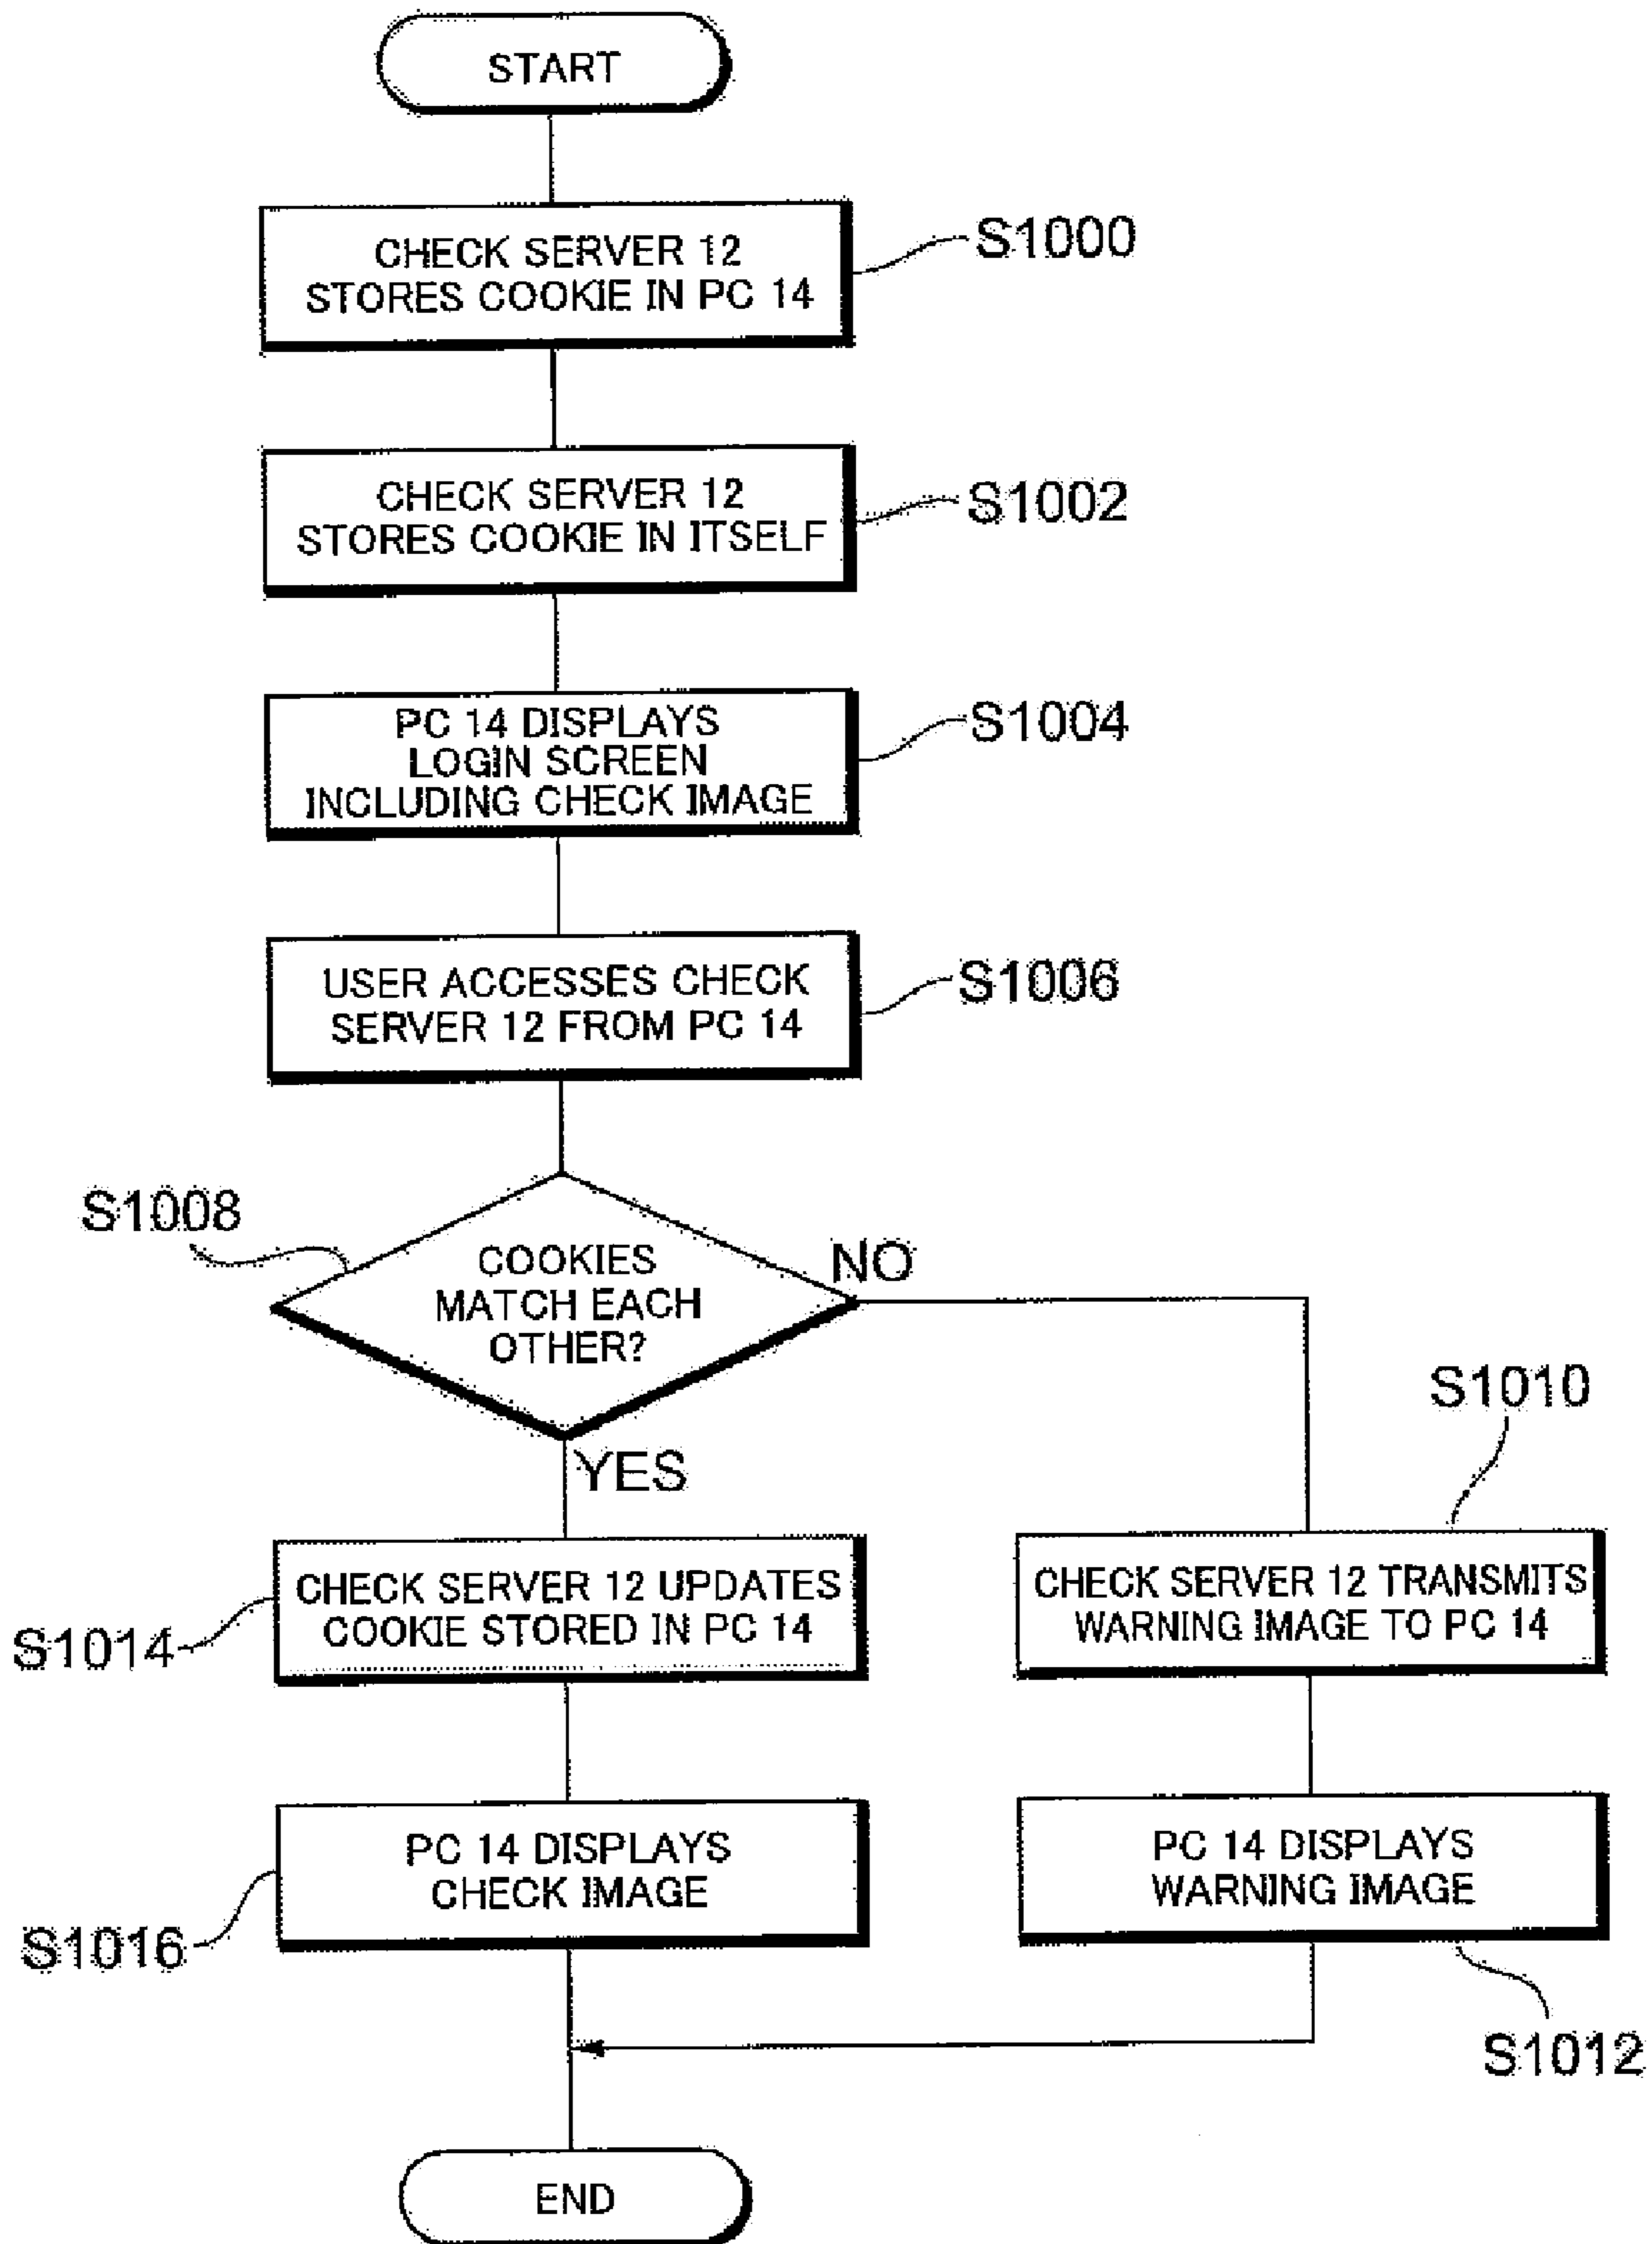 START
CHECK SERVER 12
STORES COOKIE IN PC 14
S1000
CHECK SERVER 12
STORES COOKIE IN ITSELF
S1002
PC 14 DISPLAYS
LOGIN SCREEN
INCLUDING CHECK IMAGE
S1004
USER ACCESSES CHECK
SERVER 12 FROM PC 14
S1006
S1008
COOKIES
MATCH EACH
OTHER?
NO
YES
S1010
CHECK SERVER 12 UPDATES
COOKIE STORED IN PC 14
S1014
CHECK SERVER 12 TRANSMITS
WARNING IMAGE TO PC 14
PC 14 DISPLAYS
CHECK IMAGE
S1016
PC 14 DISPLAYS
WARNING IMAGE
S1012
END